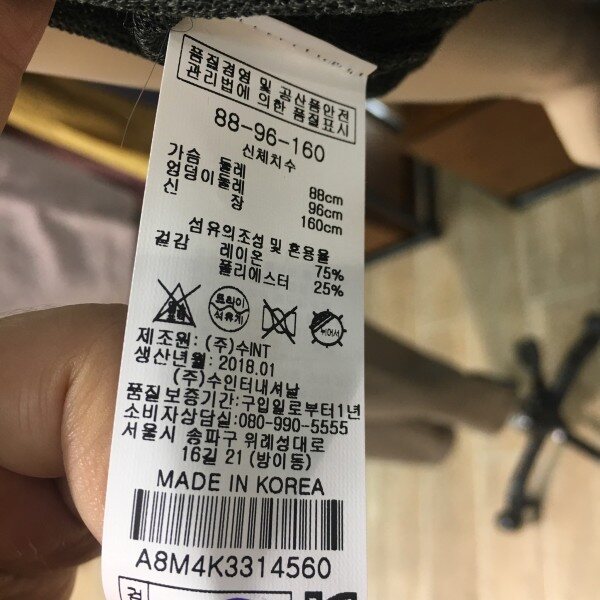 품질경영 및 공산품안전
관리법에 의한 품질표시
88-96-160
신체치수
가슴 둘레 88cm
엉덩이둘레 96cm
신 장 160cm
섬유의조성 및 혼용율
겉감 레이온 75%
폴리에스터 25%
드라이
석유계
뉘어서
제조원: (주)수INT
생산년월: 2018.01
(주)수인터내셔날
품질보증기간:구입일로부터1년
소비자상담실:080-990-5555
서울시 송파구 위례성대로
16길 21 (방이동)
MADE IN KOREA
A8M4K3314560
검